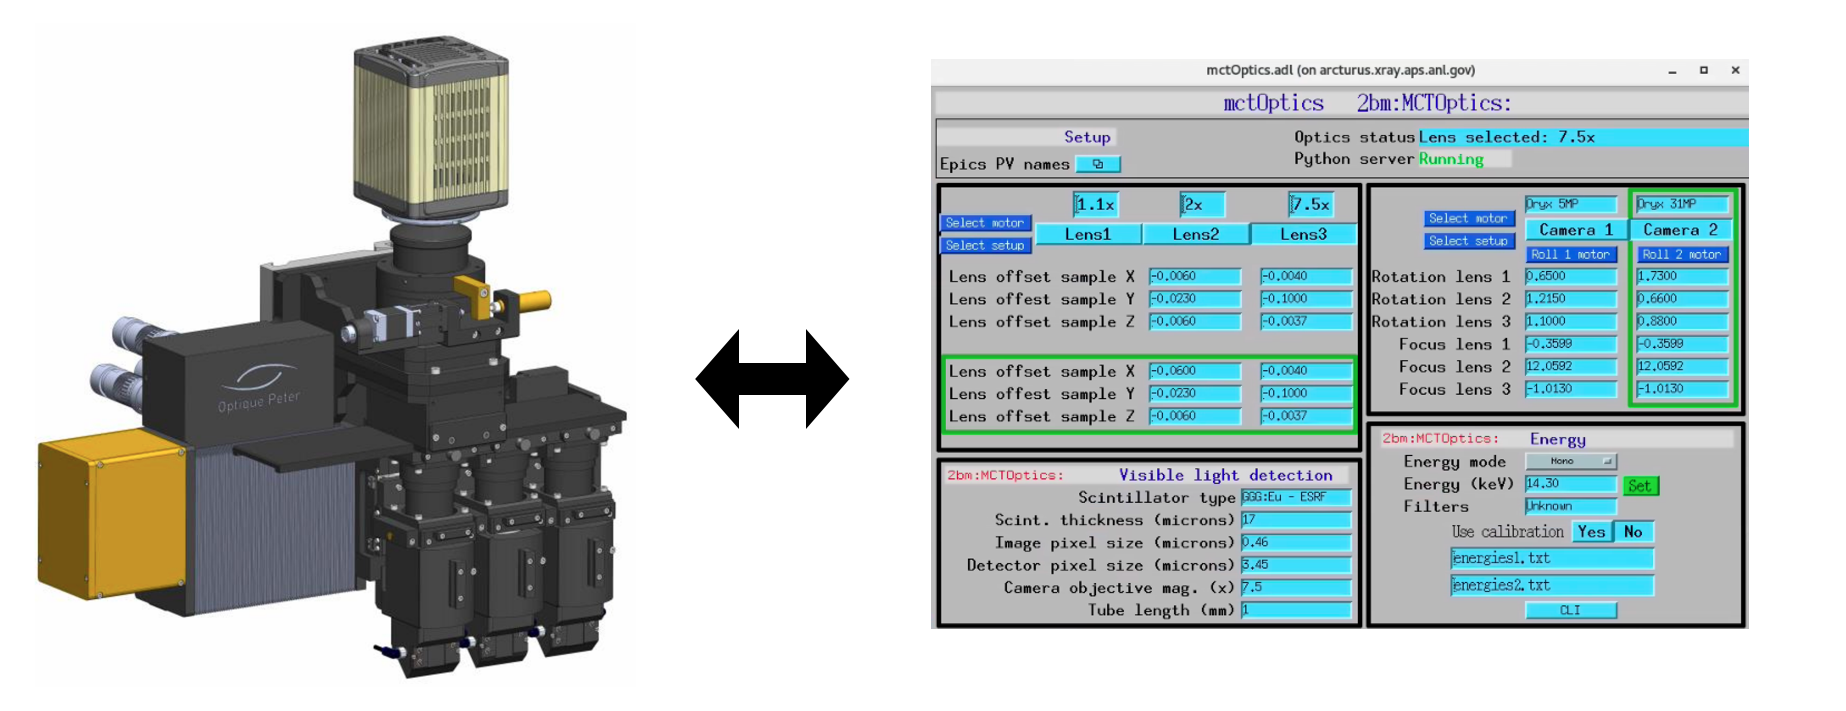 Optique Peter
mctOptics.adl (on arcturus.xray.aps.anl.gov)
mctOptics 2bm:MCTOptics:
Setup
Epics PV names
Optics status Lens selected: 7.5x
Python server Running
1.1x 2x 7.5x
Select motor
Select setup
Lens1 Lens2 Lens3
Lens offset sample X -0.0060 -0.0040
Lens offest sample Y -0.0230 -0.1000
Lens offset sample Z -0.0060 -0.0037
Lens offset sample X -0.0600 -0.0040
Lens offest sample Y -0.0230 -0.1000
Lens offset sample Z -0.0060 -0.0037
2bm:MCTOptics: Visible light detection
Scintillator type GGG:Eu - ESRF
Scint. thickness (microns) 17
Image pixel size (microns) 0.46
Detector pixel size (microns) 3.45
Camera objective mag. (x) 7.5
Tube length (mm) 1
Oryx 5MP Oryx 31MP
Select motor
Select setup
Camera 1 Camera 2
Roll 1 motor Roll 2 motor
Rotation lens 1 0.6500 1.7300
Rotation lens 2 1.2150 0.6600
Rotation lens 3 1.1000 0.8800
Focus lens 1 -0.3599 -0.3599
Focus lens 2 12.0592 12.0592
Focus lens 3 -1.0130 -1.0130
2bm:MCTOptics: Energy
Energy mode Mono
Energy (keV) 14.30 Set
Filters Unknown
Use calibration Yes No
energies1.txt
energies2.txt
CLI